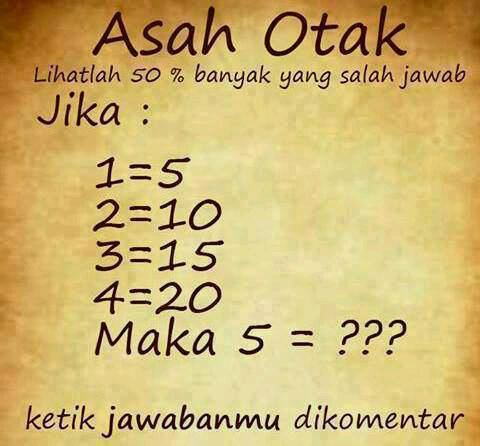 Asah Otak
Lihatlah 50 % banyak yang salah jawab
Jika :
1=5
2=10
3=15
4=20
Maka 5 = ???
ketik jawabanmu dikomentar